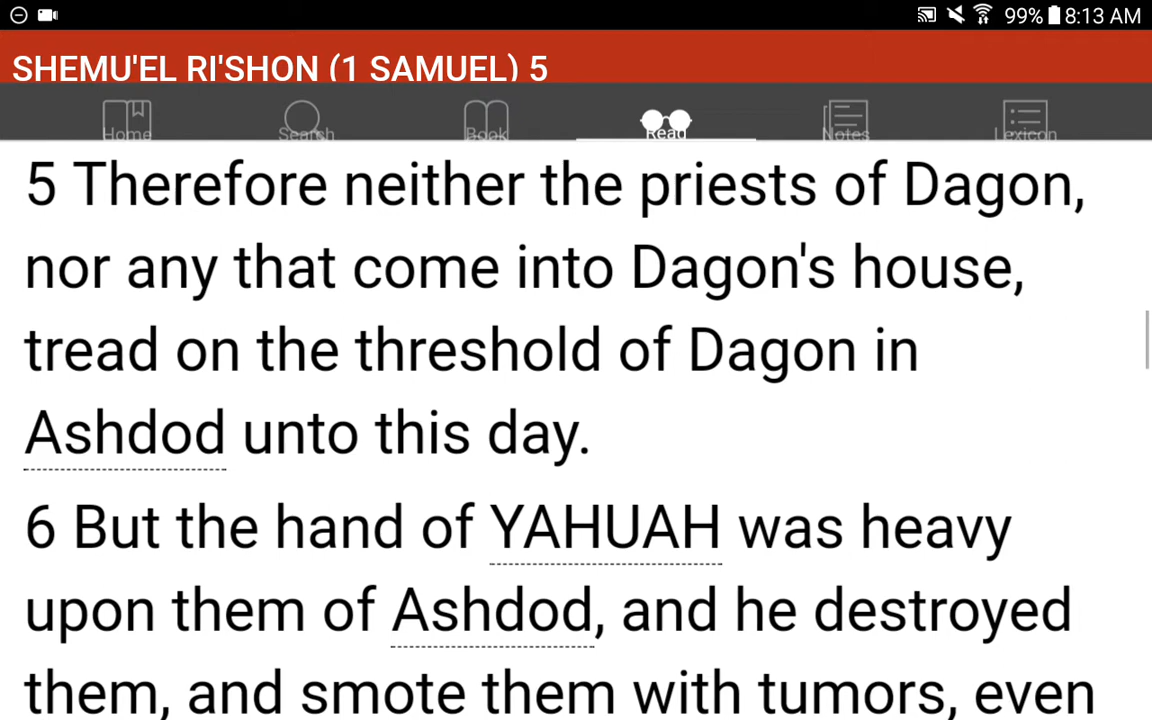 99% 8:13 AM
SHEMU'EL RI'SHON (1 SAMUEL) 5
Home Search Book Read Notes Lexicon
5 Therefore neither the priests of Dagon,
nor any that come into Dagon's house,
tread on the threshold of Dagon in
Ashdod unto this day.
6 But the hand of YAHUAH was heavy
upon them of Ashdod, and he destroyed
them, and smote them with tumors, even